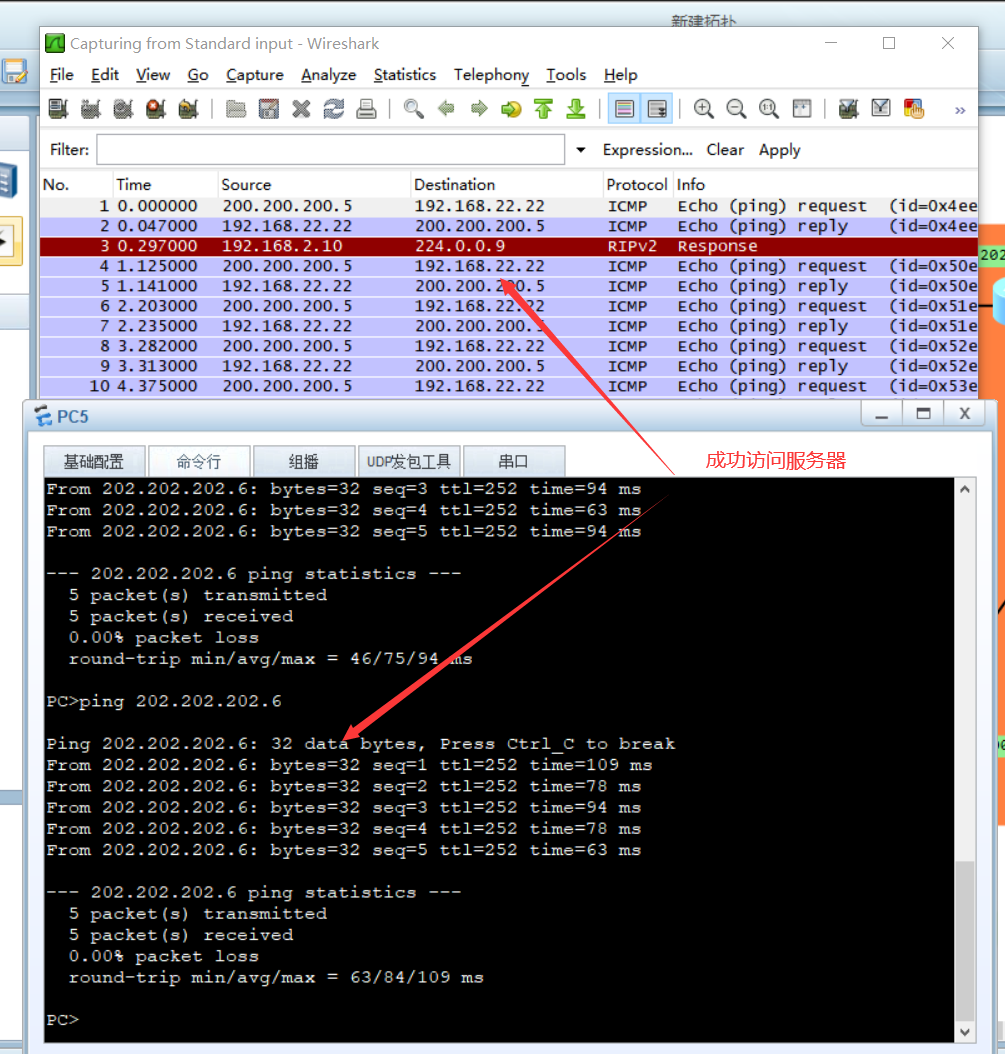 新建拓扑
Capturing from Standard input - Wireshark
File Edit View Go Capture Analyze Statistics Telephony Tools Help
Filter: Expression... Clear Apply
No. Time Source Destination Protocol Info
1 0.000000 200.200.200.5 192.168.22.22 ICMP Echo (ping) request (id=0x4ee
2 0.047000 192.168.22.22 200.200.200.5 ICMP Echo (ping) reply (id=0x4ee
3 0.297000 192.168.2.10 224.0.0.9 RIPv2 Response
4 1.125000 200.200.200.5 192.168.22.22 ICMP Echo (ping) request (id=0x50e
5 1.141000 192.168.22.22 200.200.200.5 ICMP Echo (ping) reply (id=0x50e
6 2.203000 200.200.200.5 192.168.22.22 ICMP Echo (ping) request (id=0x51e
7 2.235000 192.168.22.22 200.200.200.5 ICMP Echo (ping) reply (id=0x51e
8 3.282000 200.200.200.5 192.168.22.22 ICMP Echo (ping) request (id=0x52e
9 3.313000 192.168.22.22 200.200.200.5 ICMP Echo (ping) reply (id=0x52e
10 4.375000 200.200.200.5 192.168.22.22 ICMP Echo (ping) request (id=0x53e
202
PC5
成功访问服务器
基础配置 命令行 组播 UDP发包工具 串口
From 202.202.202.6: bytes=32 seq=3 ttl=252 time=94 ms
From 202.202.202.6: bytes=32 seq=4 ttl=252 time=63 ms
From 202.202.202.6: bytes=32 seq=5 ttl=252 time=94 ms
--- 202.202.202.6 ping statistics ---
5 packet(s) transmitted
5 packet(s) received
0.00% packet loss
round-trip min/avg/max = 46/75/94 ms
PC>ping 202.202.202.6
Ping 202.202.202.6: 32 data bytes, Press Ctrl_C to break
From 202.202.202.6: bytes=32 seq=1 ttl=252 time=109 ms
From 202.202.202.6: bytes=32 seq=2 ttl=252 time=78 ms
From 202.202.202.6: bytes=32 seq=3 ttl=252 time=94 ms
From 202.202.202.6: bytes=32 seq=4 ttl=252 time=78 ms
From 202.202.202.6: bytes=32 seq=5 ttl=252 time=63 ms
--- 202.202.202.6 ping statistics ---
5 packet(s) transmitted
5 packet(s) received
0.00% packet loss
round-trip min/avg/max = 63/84/109 ms
PC>